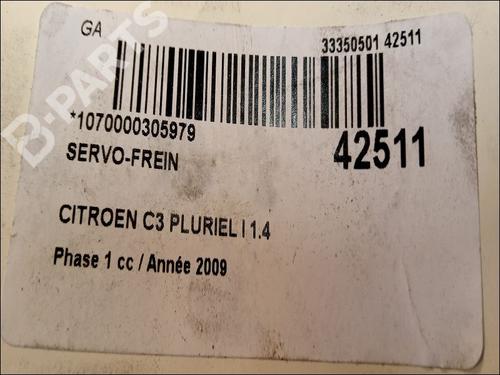 GA
33350501 42511
*1070000305979
42511
SERVO-FREIN
CITROEN C3 PLURIEL I 1.4
Phase 1 cc / Année 2009
B-PARTS